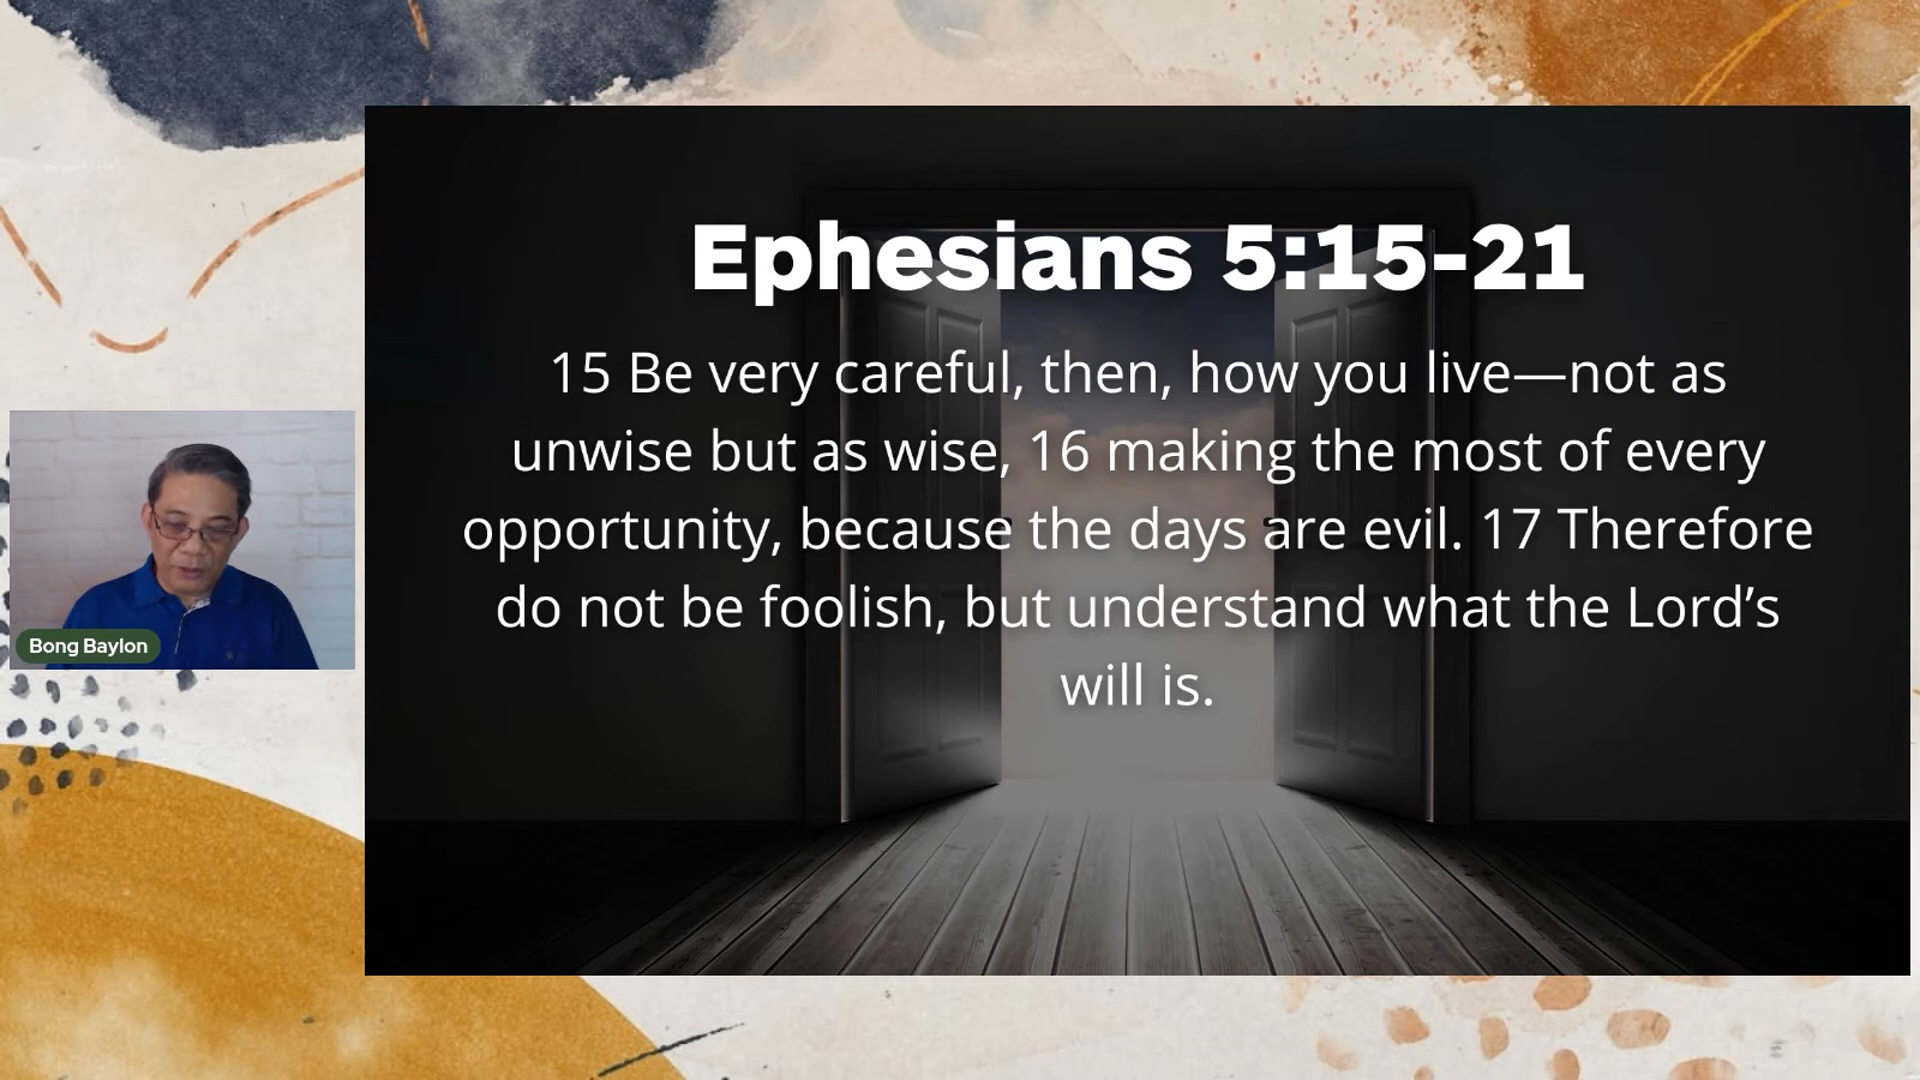 Ephesians 5:15-21
15 Be very careful, then, how you live—not as
unwise but as wise, 16 making the most of every
opportunity, because the days are evil. 17 Therefore
do not be foolish, but understand what the Lord’s
will is.
Bong Baylon